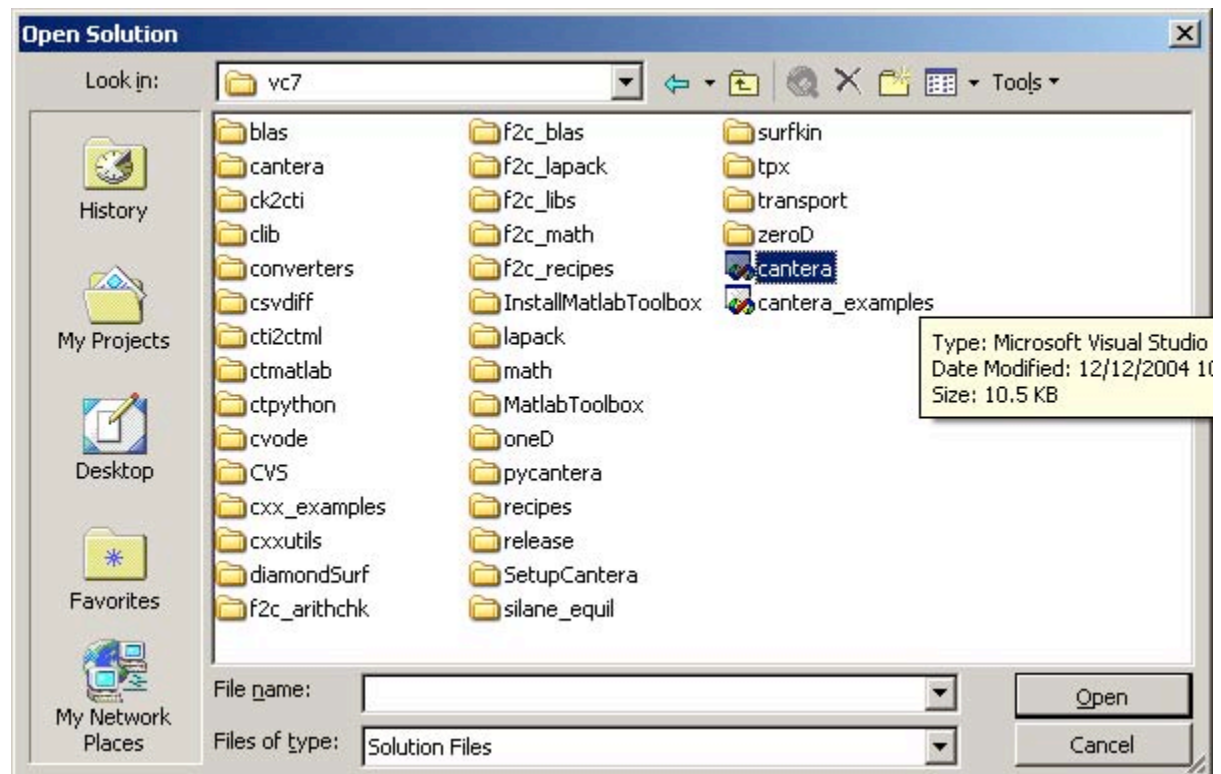 Open Solution
Look in:
vc7
Tools
History
My Projects
Desktop
Favorites
My Network
Places
blas
cantera
ck2cti
clib
converters
csvdiff
cti2ctml
ctmatlab
ctpython
cvode
CVS
cxx_examples
cxxutils
diamondSurf
f2c_arithchk
f2c_blas
f2c_lapack
f2c_libs
f2c_math
f2c_recipes
InstallMatlabToolbox
lapack
math
MatlabToolbox
oneD
pycantera
recipes
release
SetupCantera
silane_equil
surfkin
tpx
transport
zeroD
cantera
cantera_examples
Type: Microsoft Visual Studio
Date Modified: 12/12/2004 10
Size: 10.5 KB
File name:
Open
Files of type:
Solution Files
Cancel